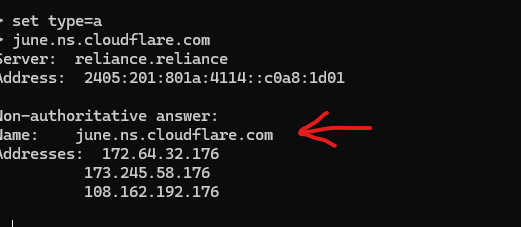 > set type=a
> june.ns.cloudflare.com
Server:  reliance.reliance
Address:  2405:201:801a:4114::c0a8:1d01
Non-authoritative answer:
Name:    june.ns.cloudflare.com
Addresses:  172.64.32.176
173.245.58.176
108.162.192.176